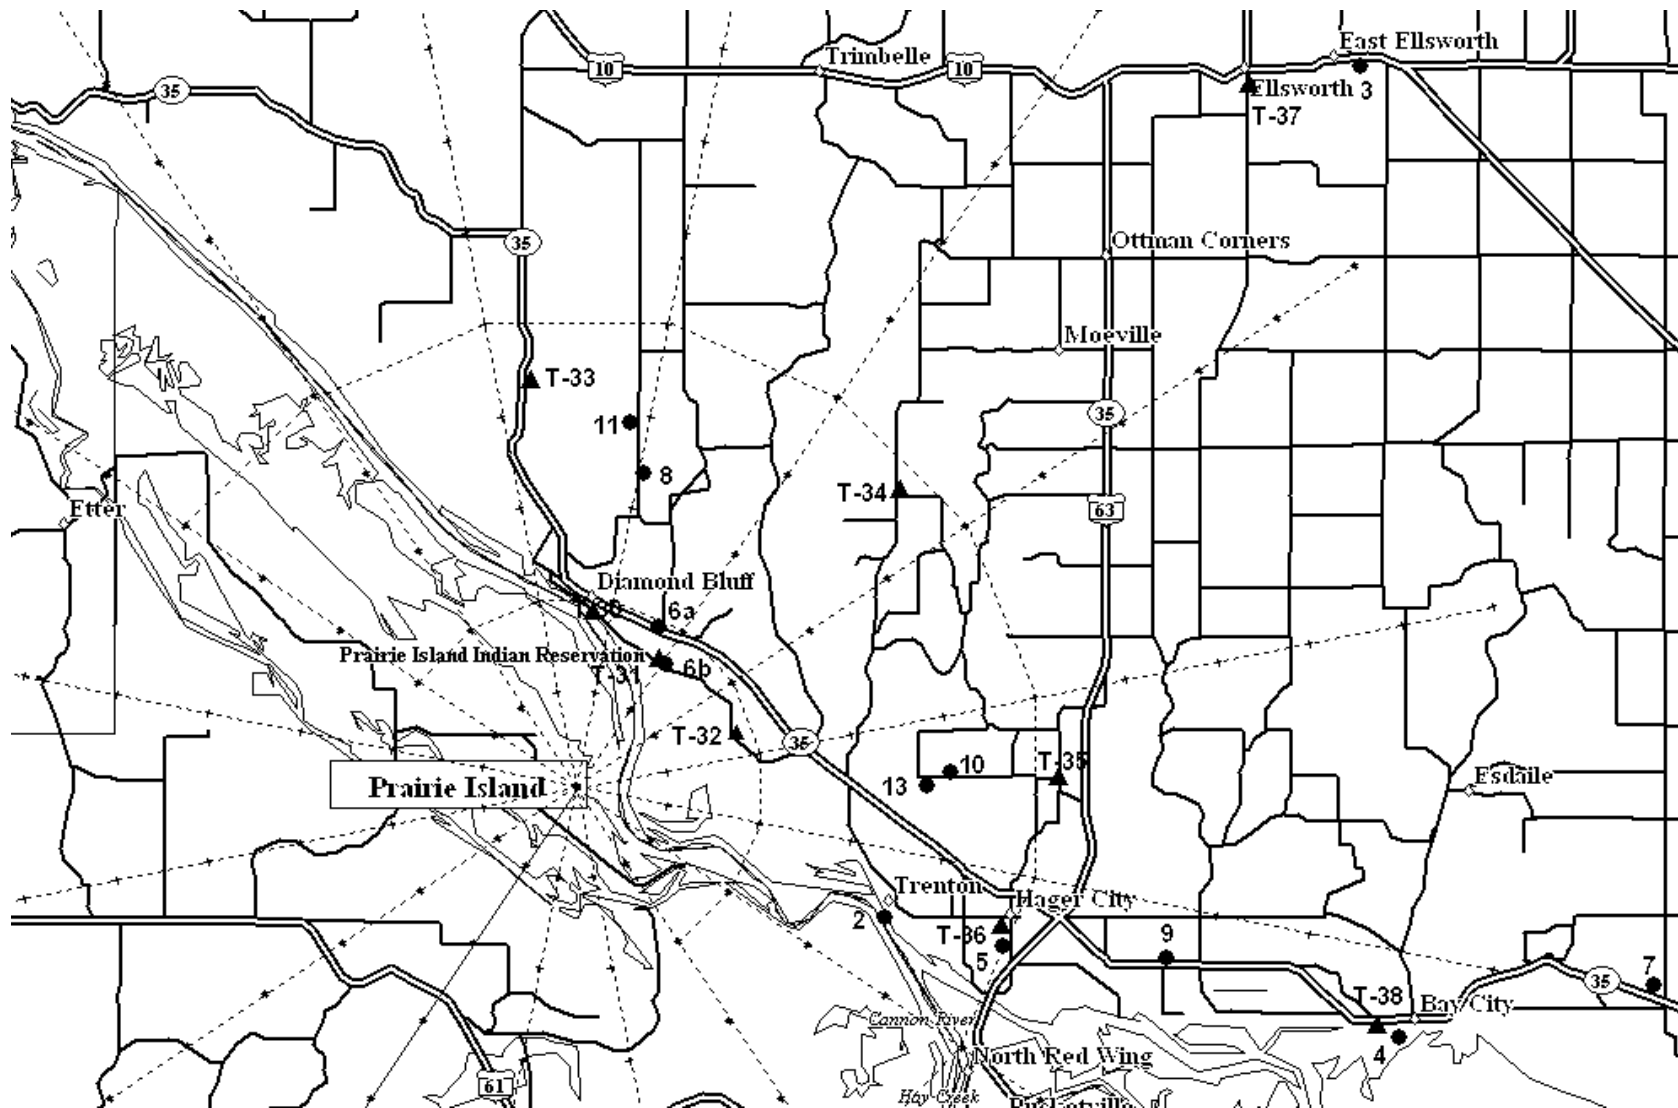 East Ellsworth
Trimbelle
10
10
Ellsworth 3
35
T-37
35
Ottman Corners
Moeville
T-33
35
11
8
T-34
Etter
63
Diamond Bluff
T-30
6a
Prairie Island Indian Reservation
T-31
6b
T-32
35
10
T-35
13
Prairie Island
Esdaile
Trenton
Hager City
2
T-36
9
5
7
35
T-38
Bay City
Cannon River
4
North Red Wing
61
Hay Creek